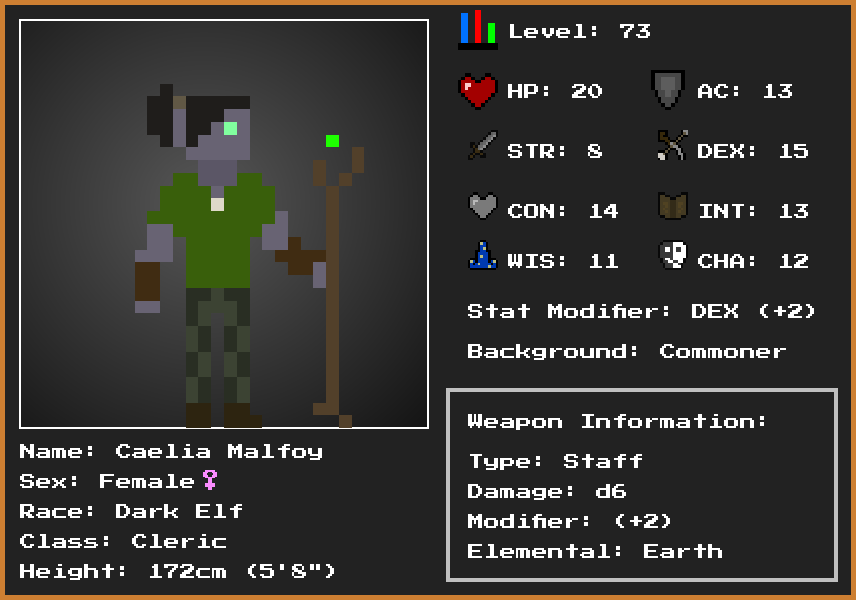 Level: 73
HP: 20
AC: 13
STR: 8
DEX: 15
CON: 14
INT: 13
WIS: 11
CHA: 12
Stat Modifier: DEX (+2)
Background: Commoner
Weapon Information:
Type: Staff
Damage: d6
Modifier: (+2)
Elemental: Earth
Name: Caelia Malfoy
Sex: Female♀
Race: Dark Elf
Class: Cleric
Height: 172cm (5'8")